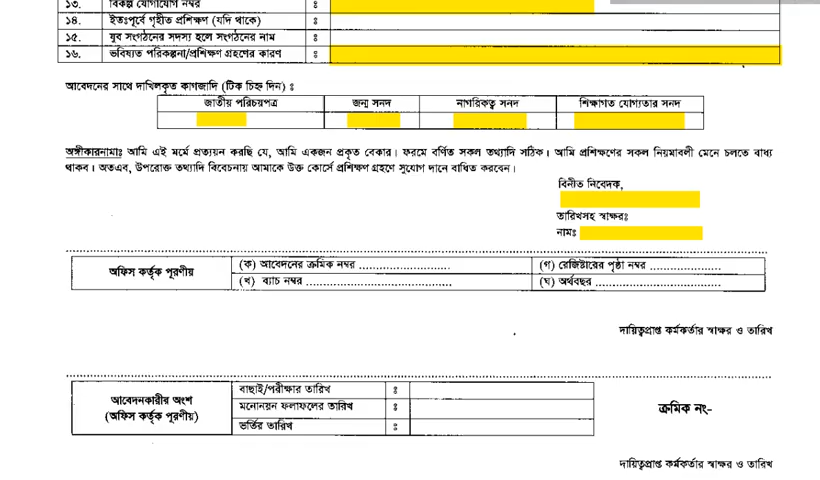 ১৩. বিকল্প যোগাযোগ নম্বর :
১৪. ইতঃপূর্বে গৃহীত প্রশিক্ষণ (যদি থাকে) :
১৫. যুব সংগঠনের সদস্য হলে সংগঠনের নাম :
১৬. ভবিষ্যত পরিকল্পনা/প্রশিক্ষণ গ্রহণের কারণ :
আবেদনের সাথে দাখিলকৃত কাগজাদি (টিক চিহ্ন দিন) :
জাতীয় পরিচয়পত্র জন্ম সনদ নাগরিকত্ব সনদ শিক্ষাগত যোগ্যতার সনদ
অঙ্গীকারনামাঃ আমি এই মর্মে প্রত্যয়ন করছি যে, আমি একজন প্রকৃত বেকার। ফরমে বর্ণিত সকল তথ্যাদি সঠিক। আমি প্রশিক্ষণের সকল নিয়মাবলী মেনে চলতে বাধ্য
থাকব। অতএব, উপরোক্ত তথ্যাদি বিবেচনায় আমাকে উক্ত কোর্সে প্রশিক্ষণ গ্রহণে সুযোগ দানে বাধিত করবেন।
বিনীত নিবেদক,
তারিখসহ স্বাক্ষরঃ
নামঃ
অফিস কর্তৃক পূরণীয়
(ক) আবেদনের ক্রমিক নম্বর ............................ (গ) রেজিষ্টারের পৃষ্ঠা নম্বর ......................
(খ) ব্যাচ নম্বর ............................................ (ঘ) অর্থবছর ......................................
দায়িত্বপ্রাপ্ত কর্মকর্তার স্বাক্ষর ও তারিখ
আবেদনকারীর অংশ
(অফিস কর্তৃক পূরণীয়)
বাছাই/পরীক্ষার তারিখ :
মনোনয়ন ফলাফলের তারিখ :
ভর্তির তারিখ :
ক্রমিক নং-
দায়িত্বপ্রাপ্ত কর্মকর্তার স্বাক্ষর ও তারিখ